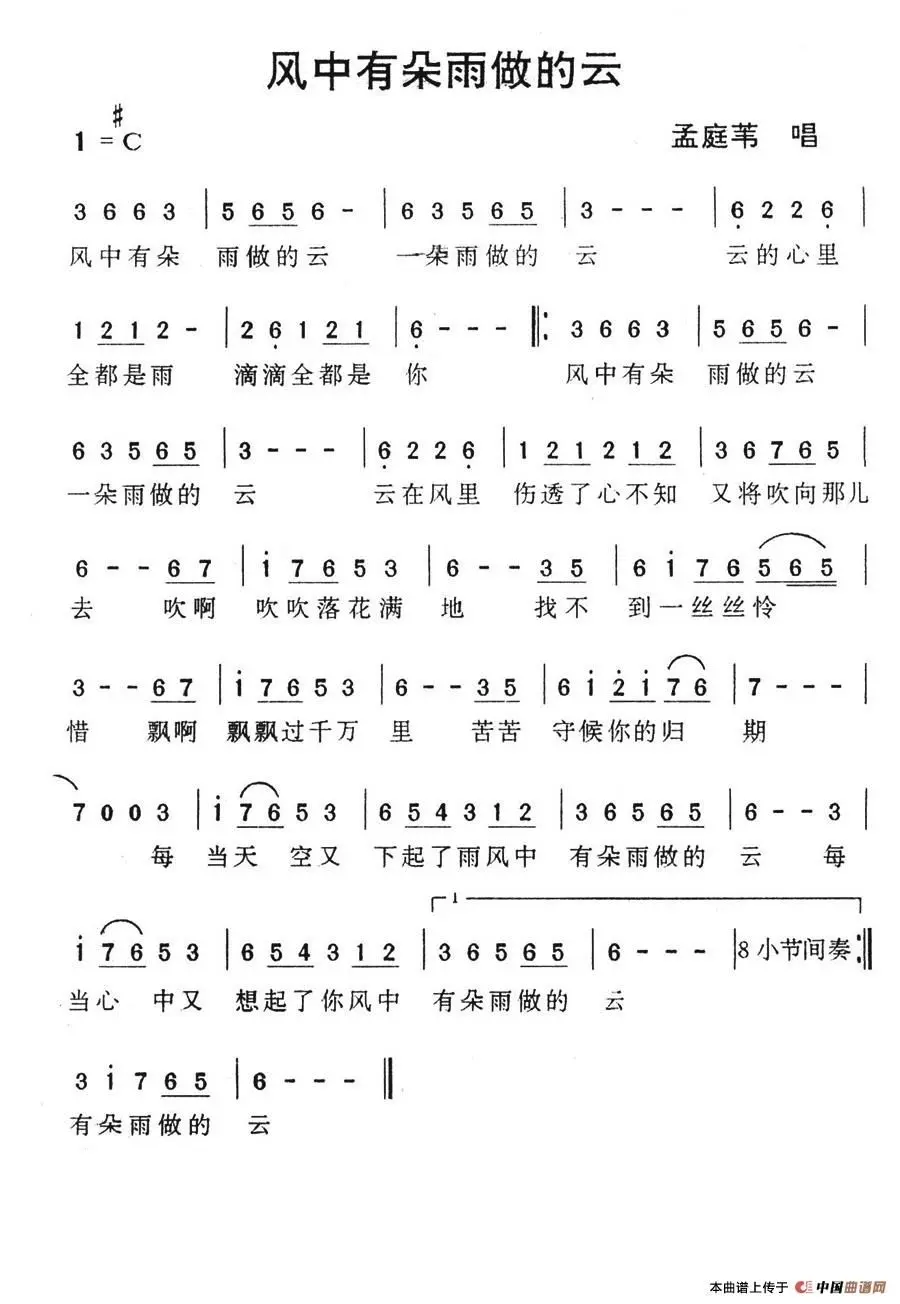 风中有朵雨做的云
1 = ♯C 孟庭苇 唱
3 6 6 3 | 5 6 5 6 - | 6 3 5 6 5 | 3 - - - | 6̣ 2 2 6̣ |
风中有朵 雨做的云 一朵雨做的 云 云的心里
1 2 1 2 - | 2 6̣ 1 2 1 | 6̣ - - - ‖: 3 6 6 3 | 5 6 5 6 - |
全都是雨 滴滴全都是 你 风中有朵 雨做的云
6 3 5 6 5 | 3 - - - | 6̣ 2 2 6̣ | 1 2 1 2 1 2 | 3 6 7 6 5 |
一朵雨做的 云 云在风里 伤透了心不知 又将吹向那儿
6 - - 6 7 | i 7 6 5 3 | 6 - - 3 5 | 6 i 7 6 5 6 5 |
去 吹啊 吹吹落花满 地 找不 到一丝丝怜
3 - - 6 7 | i 7 6 5 3 | 6 - - 3 5 | 6 i 2̇ i 7 6 | 7 - - - |
惜 飘啊 飘飘过千万 里 苦苦 守候你的归 期
7 0 0 3 | i 7 6 5 3 | 6 5 4 3 1 2 | 3 6 5 6 5 | 6 - - 3 |
每 当天 空又 下起了雨风中 有朵雨做的 云 每
1
i 7 6 5 3 | 6 5 4 3 1 2 | 3 6 5 6 5 | 6 - - - | 8小节间奏 :‖
当心 中又 想起了你风中 有朵雨做的 云
3 i 7 6 5 | 6 - - - ‖
有朵雨做的 云
本曲谱上传于 中国曲谱网